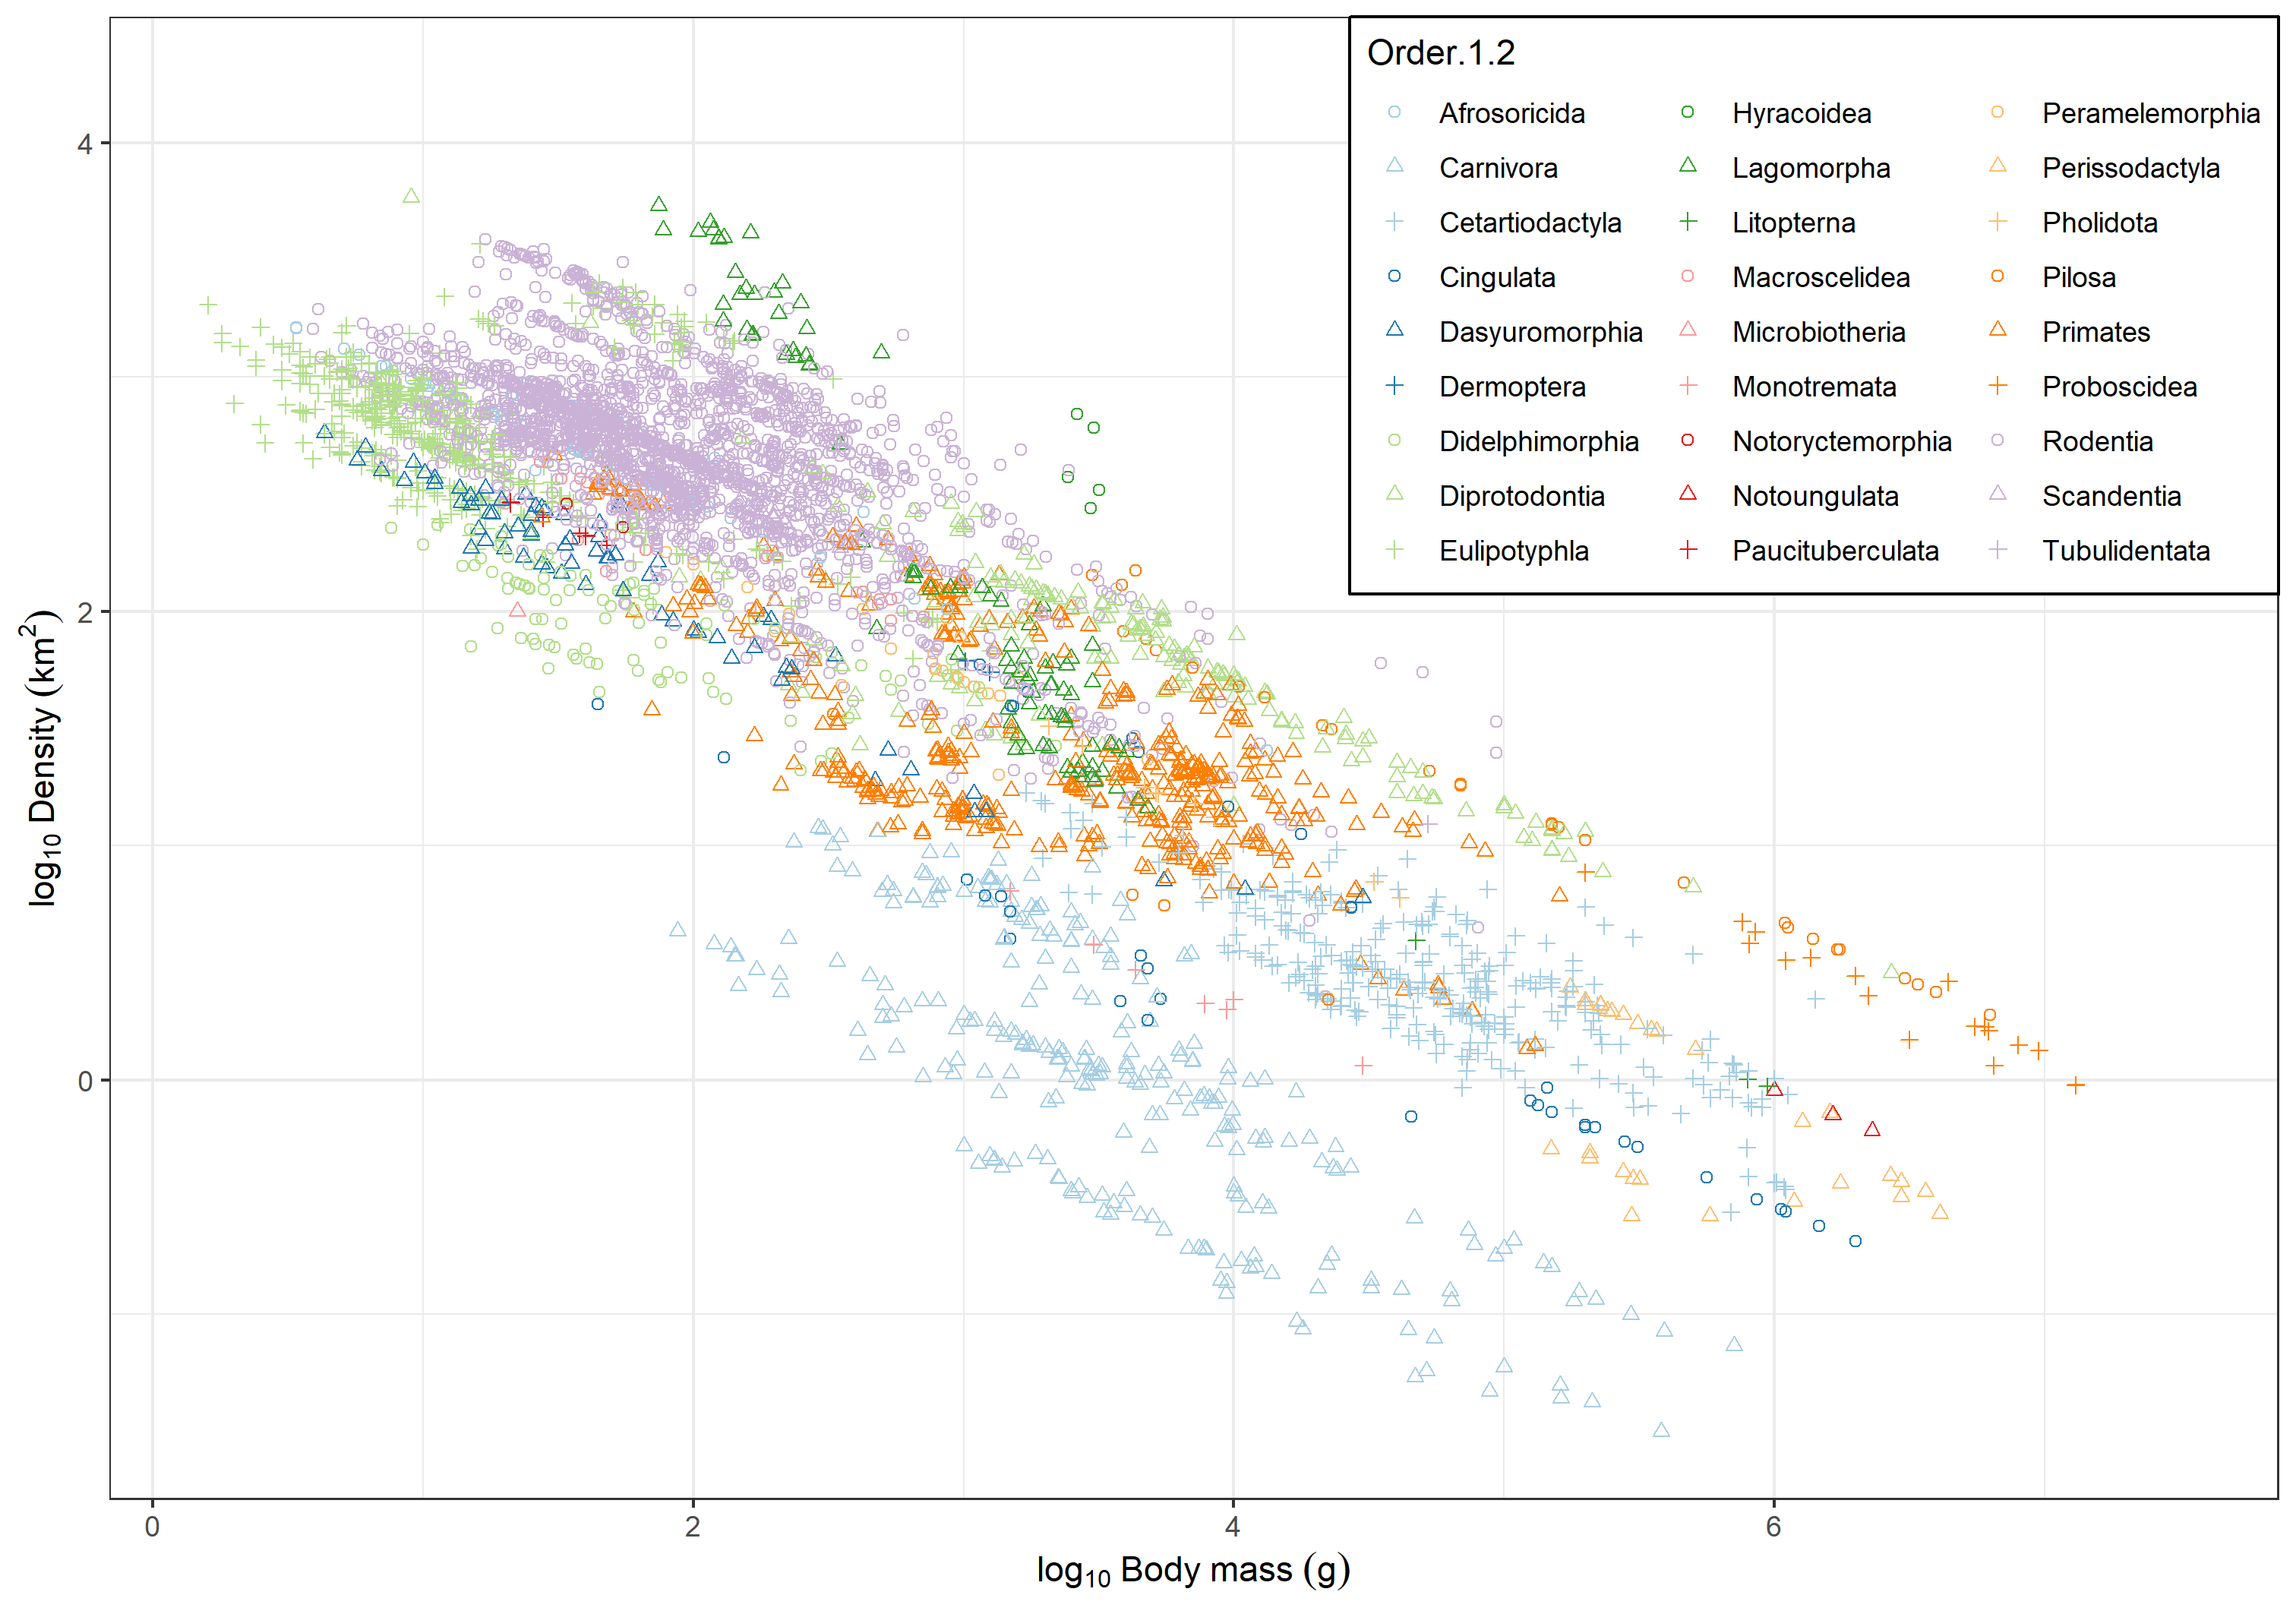 Order.1.2
Afrosoricida Hyracoidea Peramelemorphia
Carnivora Lagomorpha Perissodactyla
Cetartiodactyla Litopterna Pholidota
Cingulata Macroscelidea Pilosa
Dasyuromorphia Microbiotheria Primates
Dermoptera Monotremata Proboscidea
Didelphimorphia Notoryctemorphia Rodentia
Diprotodontia Notoungulata Scandentia
Eulipotyphla Paucituberculata Tubulidentata
4
2
0
log₁₀ Density (km²)
0 2 4 6
log₁₀ Body mass (g)